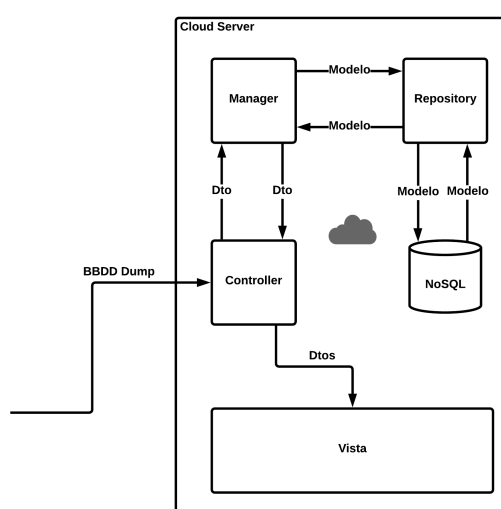 Cloud Server
Modelo
Manager
Repository
Modelo
Dto
Dto
Modelo
Modelo
BBDD Dump
Controller
NoSQL
Dtos
Vista